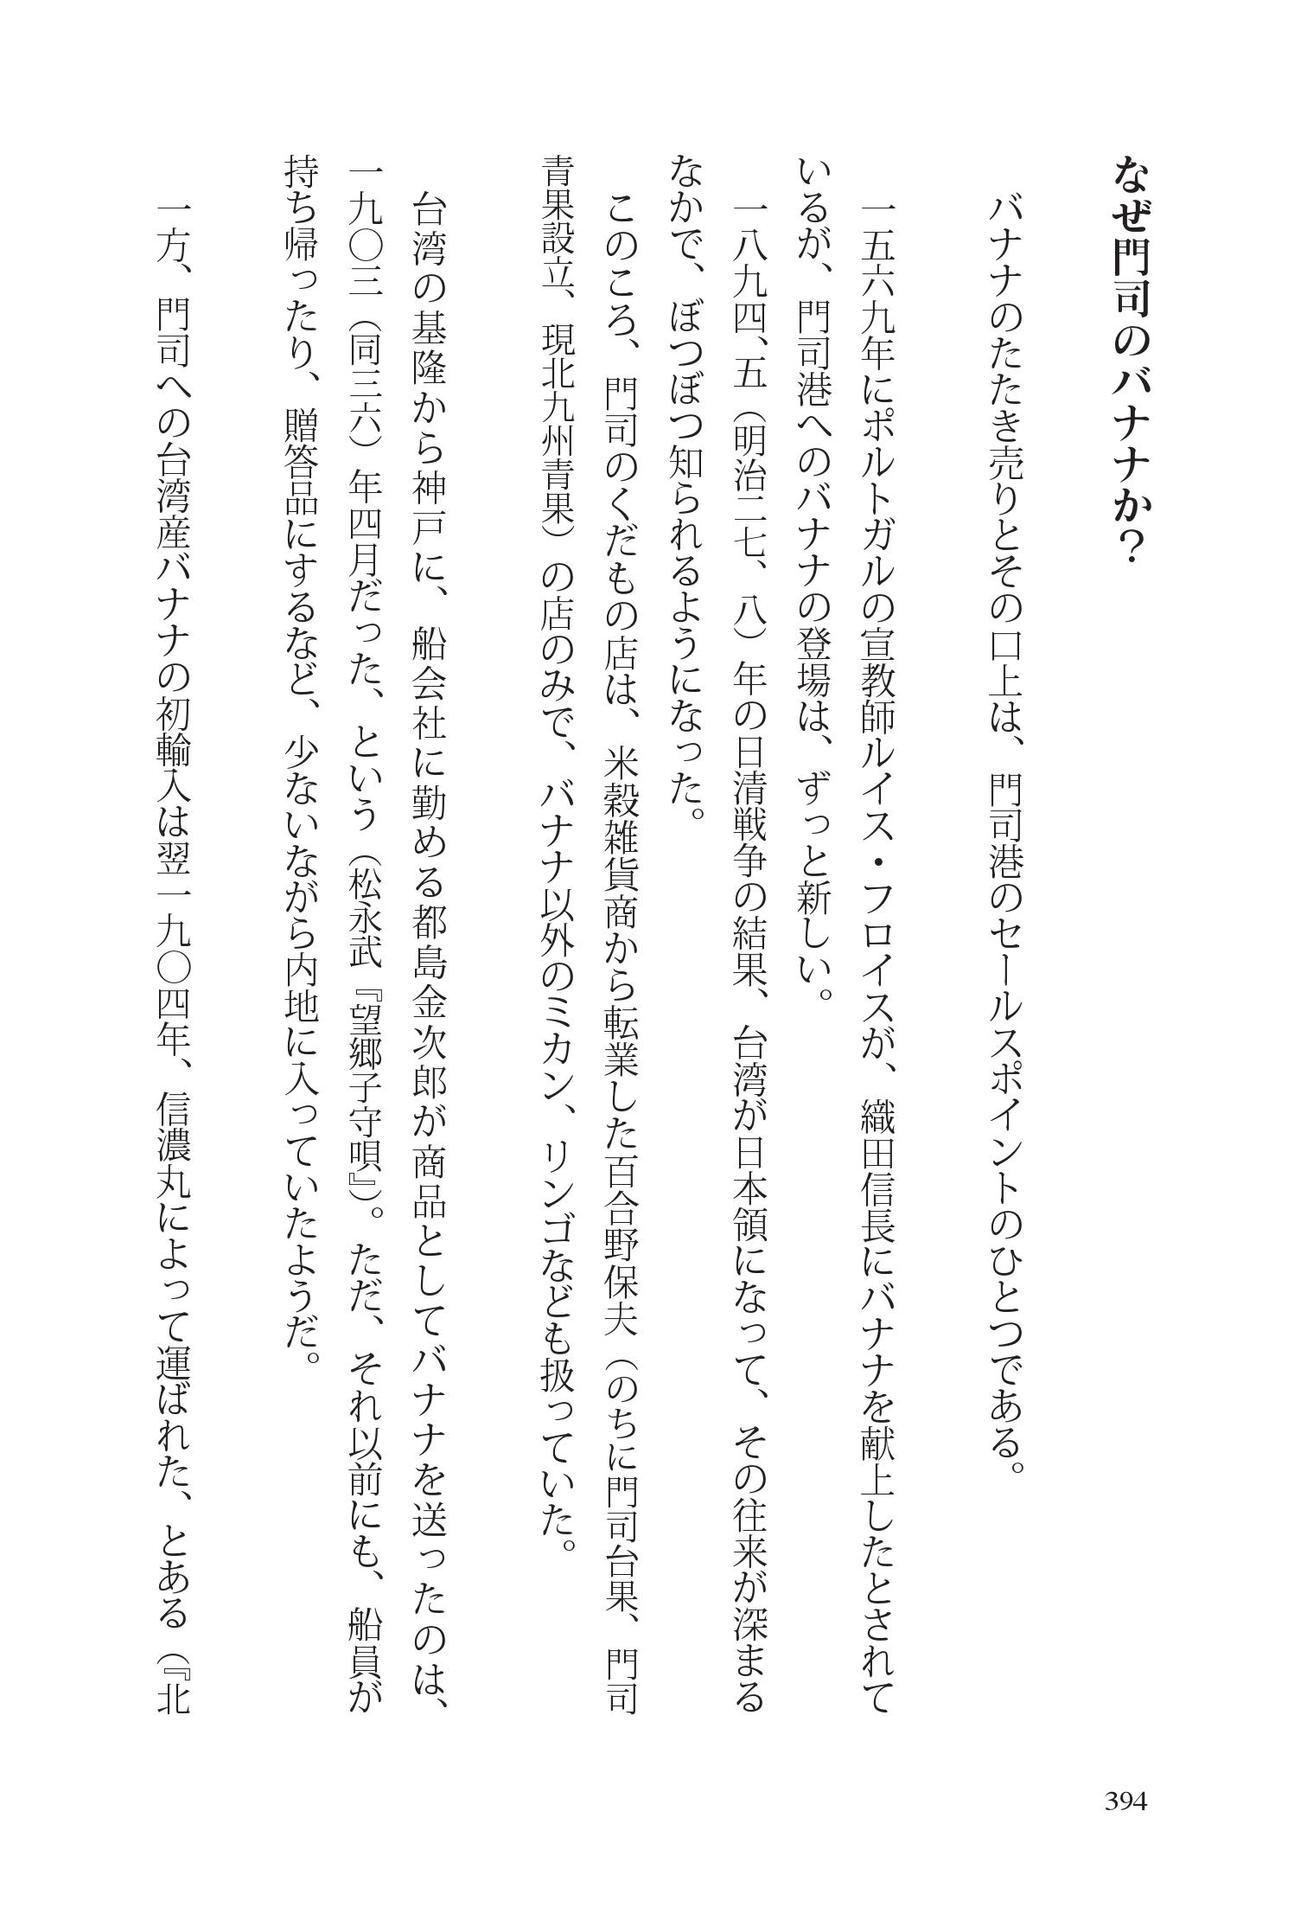 なぜ門司のバナナか？
バナナのたたき売りとその口上は、門司港のセールスポイントのひとつである。
一五六九年にポルトガルの宣教師ルイス・フロイスが、織田信長にバナナを献上したとされて
いるが、門司港へのバナナの登場は、ずっと新しい。
一八九四、五（明治二七、八）年の日清戦争の結果、台湾が日本領になって、その往来が深まる
なかで、ぼつぼつ知られるようになった。
このころ、門司のくだもの店は、米穀雑貨商から転業した百合野保夫（のちに門司台果、門司
青果設立、現北九州青果）の店のみで、バナナ以外のミカン、リンゴなども扱っていた。
台湾の基隆から神戸に、船会社に勤める都島金次郎が商品としてバナナを送ったのは、
一九〇三（同三六）年四月だった、という（松永武『望郷子守唄』）。ただ、それ以前にも、船員が
持ち帰ったり、贈答品にするなど、少ないながら内地に入っていたようだ。
一方、門司への台湾産バナナの初輸入は翌一九〇四年、信濃丸によって運ばれた、とある（『北
394